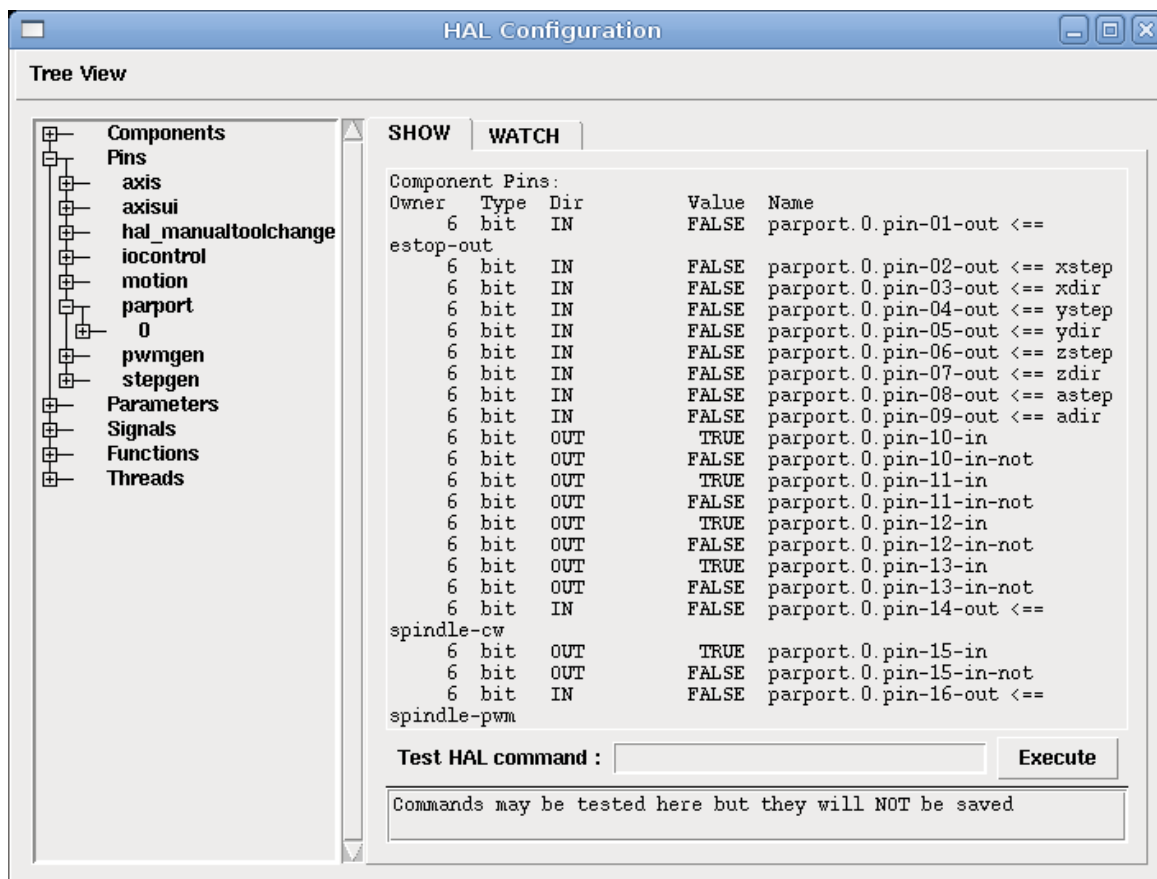 HAL Configuration
Tree View
Components
Pins
axis
axisui
hal_manualtoolchange
iocontrol
motion
parport
0
pwmgen
stepgen
Parameters
Signals
Functions
Threads
SHOW WATCH
Component Pins:
Owner Type Dir Value Name
6 bit IN FALSE parport.0.pin-01-out <==
estop-out
6 bit IN FALSE parport.0.pin-02-out <== xstep
6 bit IN FALSE parport.0.pin-03-out <== xdir
6 bit IN FALSE parport.0.pin-04-out <== ystep
6 bit IN FALSE parport.0.pin-05-out <== ydir
6 bit IN FALSE parport.0.pin-06-out <== zstep
6 bit IN FALSE parport.0.pin-07-out <== zdir
6 bit IN FALSE parport.0.pin-08-out <== astep
6 bit IN FALSE parport.0.pin-09-out <== adir
6 bit OUT TRUE parport.0.pin-10-in
6 bit OUT FALSE parport.0.pin-10-in-not
6 bit OUT TRUE parport.0.pin-11-in
6 bit OUT FALSE parport.0.pin-11-in-not
6 bit OUT TRUE parport.0.pin-12-in
6 bit OUT FALSE parport.0.pin-12-in-not
6 bit OUT TRUE parport.0.pin-13-in
6 bit OUT FALSE parport.0.pin-13-in-not
6 bit IN FALSE parport.0.pin-14-out <==
spindle-cw
6 bit OUT TRUE parport.0.pin-15-in
6 bit OUT FALSE parport.0.pin-15-in-not
6 bit IN FALSE parport.0.pin-16-out <==
spindle-pwm
Test HAL command : Execute
Commands may be tested here but they will NOT be saved